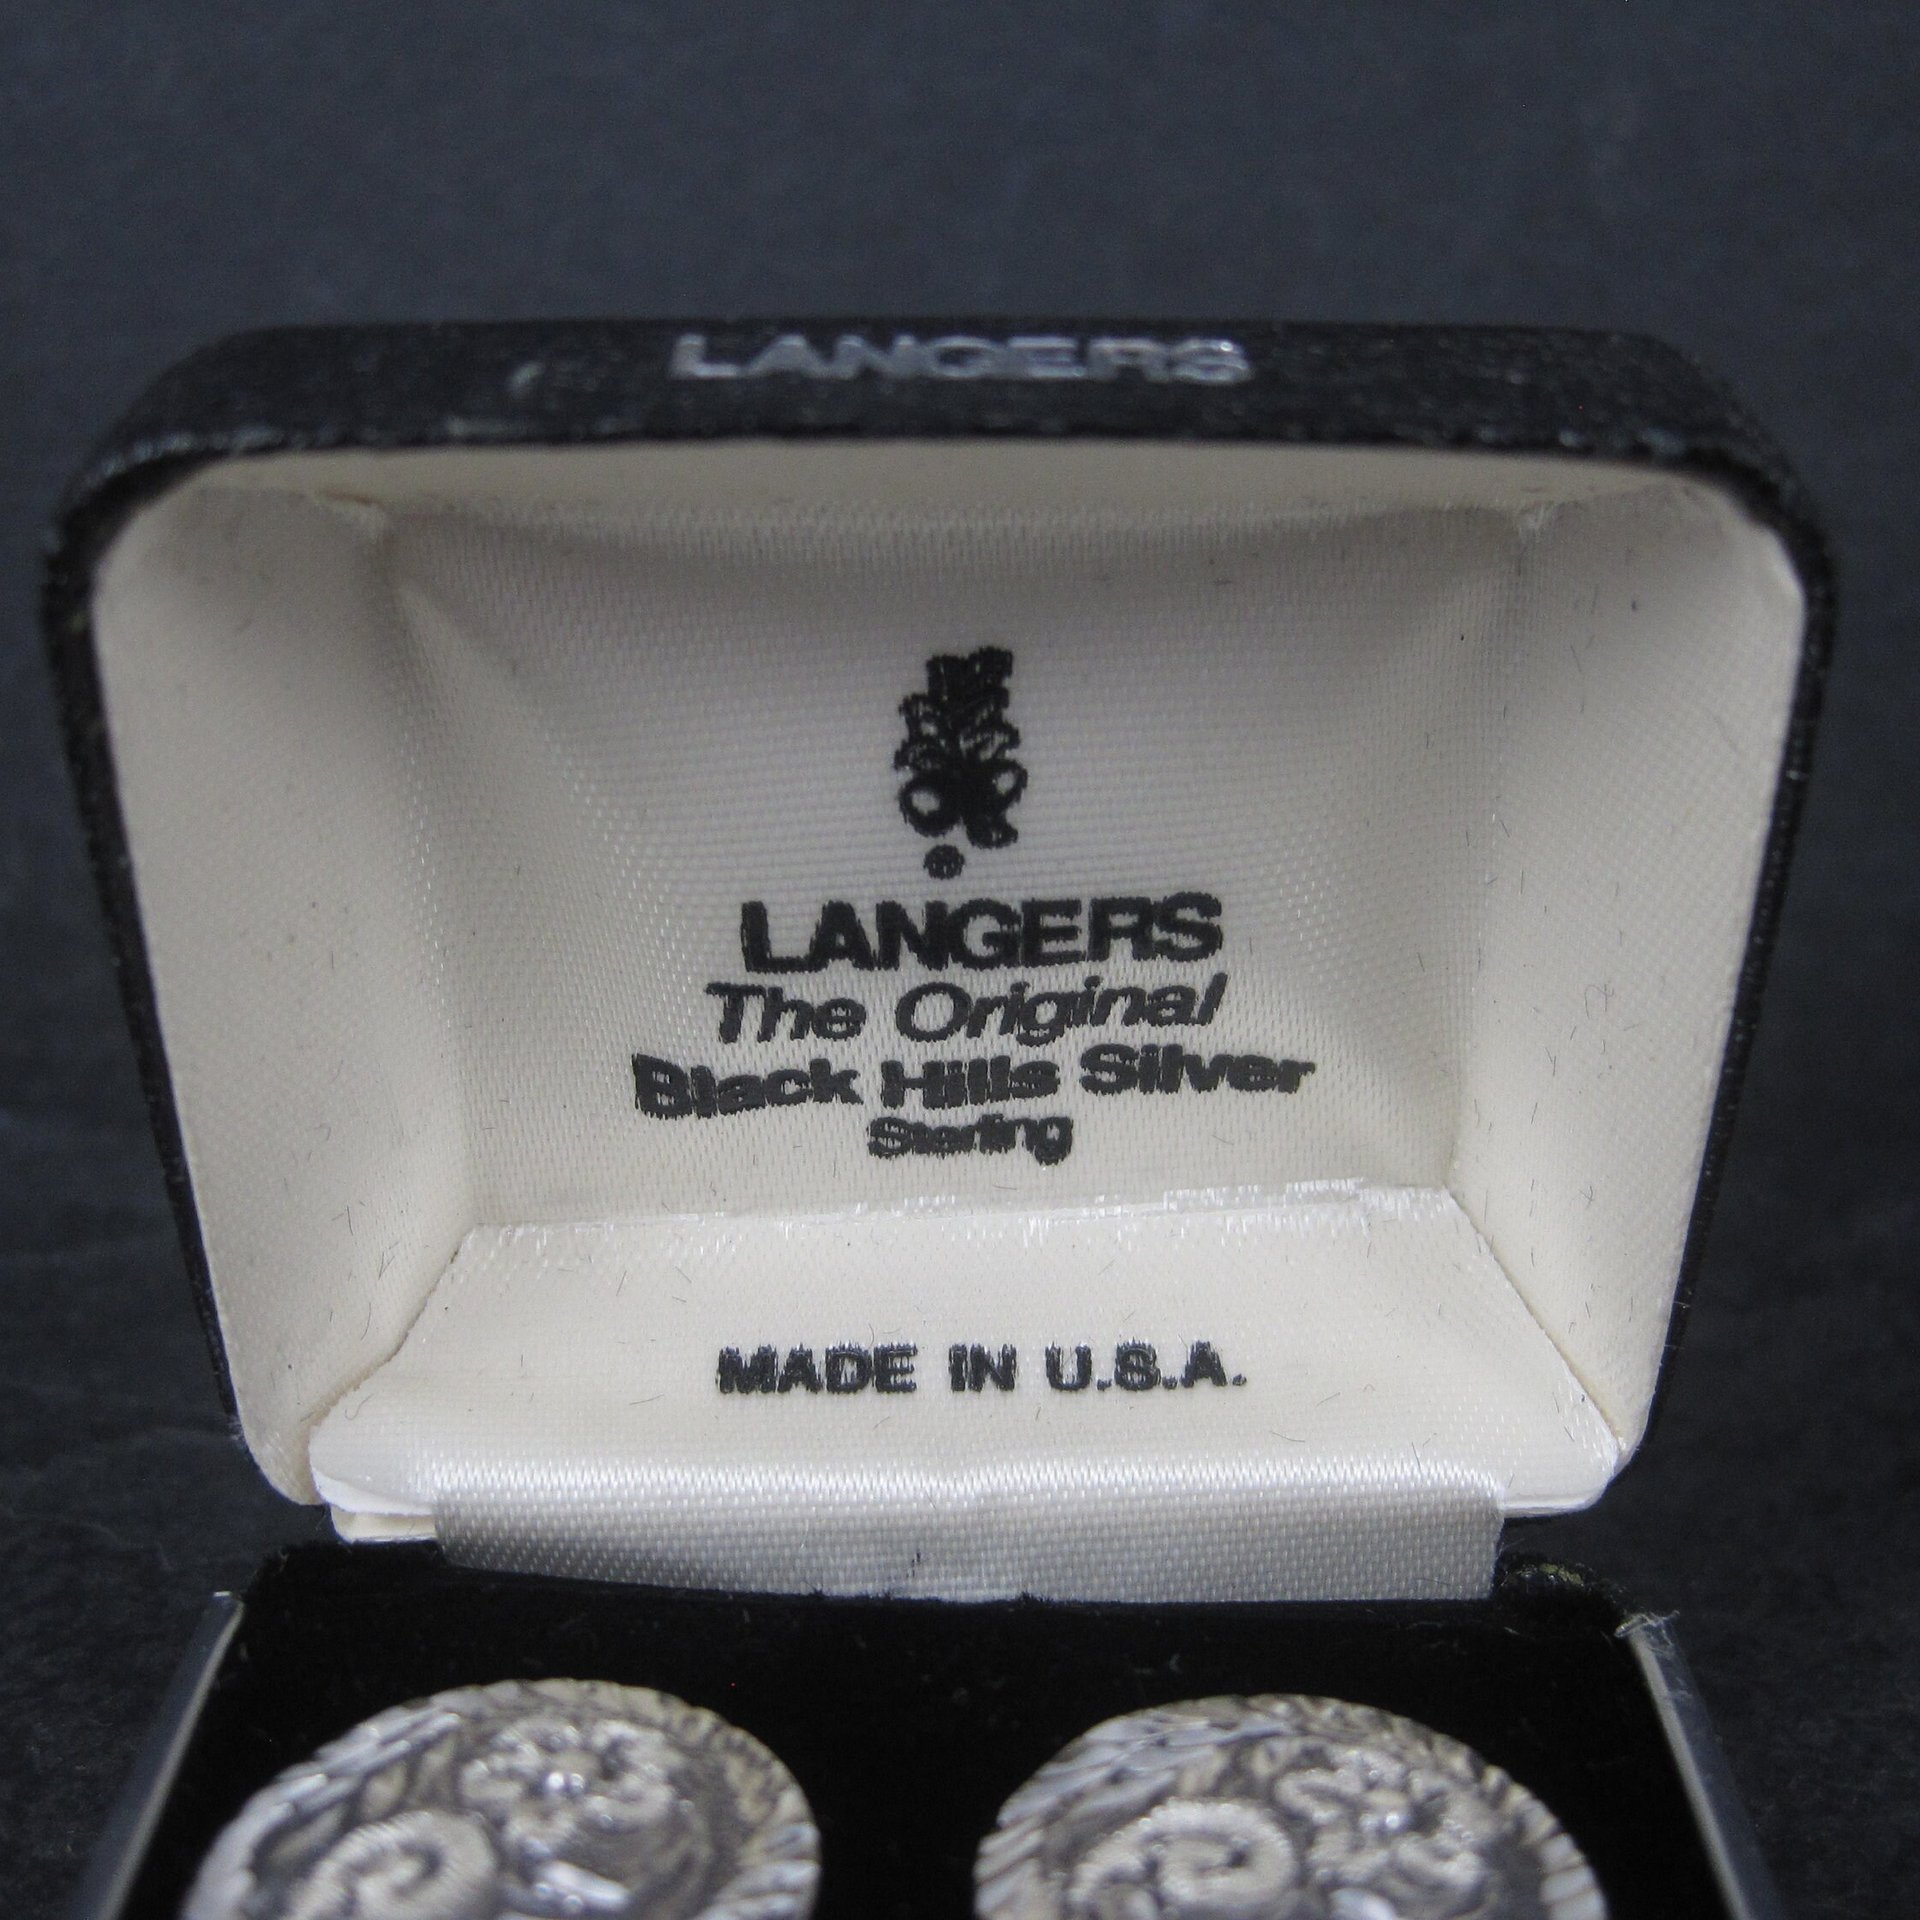 LANGERS
®
LANGERS
The Original
Black Hills Silver
Sterling
MADE IN U.S.A.